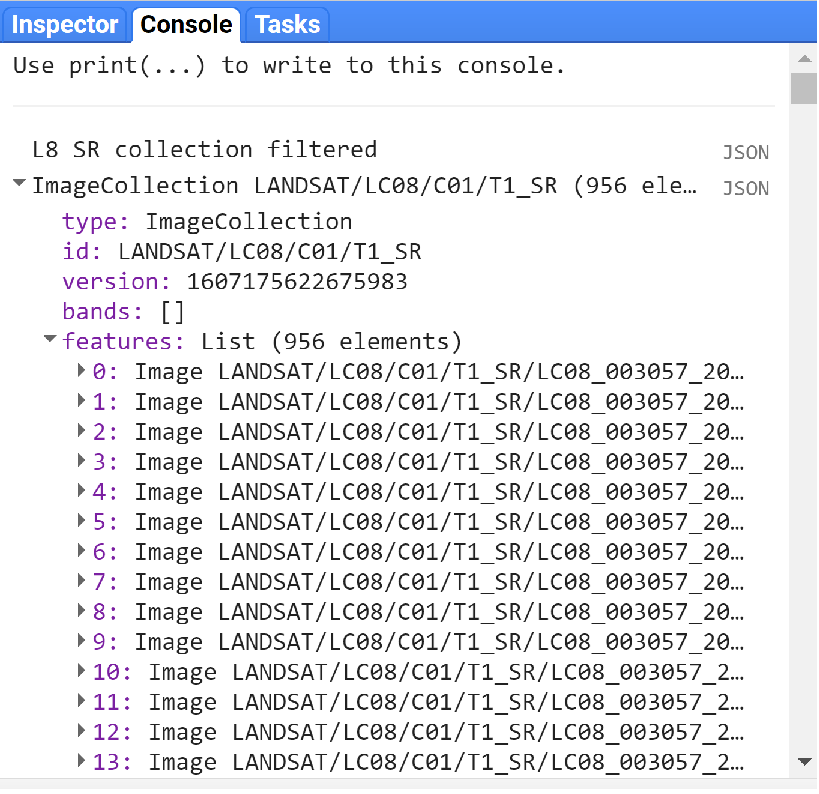 Inspector Console Tasks
Use print(...) to write to this console.
L8 SR collection filtered JSON
ImageCollection LANDSAT/LC08/C01/T1_SR (956 ele… JSON
type: ImageCollection
id: LANDSAT/LC08/C01/T1_SR
version: 1607175622675983
bands: []
features: List (956 elements)
0: Image LANDSAT/LC08/C01/T1_SR/LC08_003057_20…
1: Image LANDSAT/LC08/C01/T1_SR/LC08_003057_20…
2: Image LANDSAT/LC08/C01/T1_SR/LC08_003057_20…
3: Image LANDSAT/LC08/C01/T1_SR/LC08_003057_20…
4: Image LANDSAT/LC08/C01/T1_SR/LC08_003057_20…
5: Image LANDSAT/LC08/C01/T1_SR/LC08_003057_20…
6: Image LANDSAT/LC08/C01/T1_SR/LC08_003057_20…
7: Image LANDSAT/LC08/C01/T1_SR/LC08_003057_20…
8: Image LANDSAT/LC08/C01/T1_SR/LC08_003057_20…
9: Image LANDSAT/LC08/C01/T1_SR/LC08_003057_20…
10: Image LANDSAT/LC08/C01/T1_SR/LC08_003057_2…
11: Image LANDSAT/LC08/C01/T1_SR/LC08_003057_2…
12: Image LANDSAT/LC08/C01/T1_SR/LC08_003057_2…
13: Image LANDSAT/LC08/C01/T1_SR/LC08_003057_2…